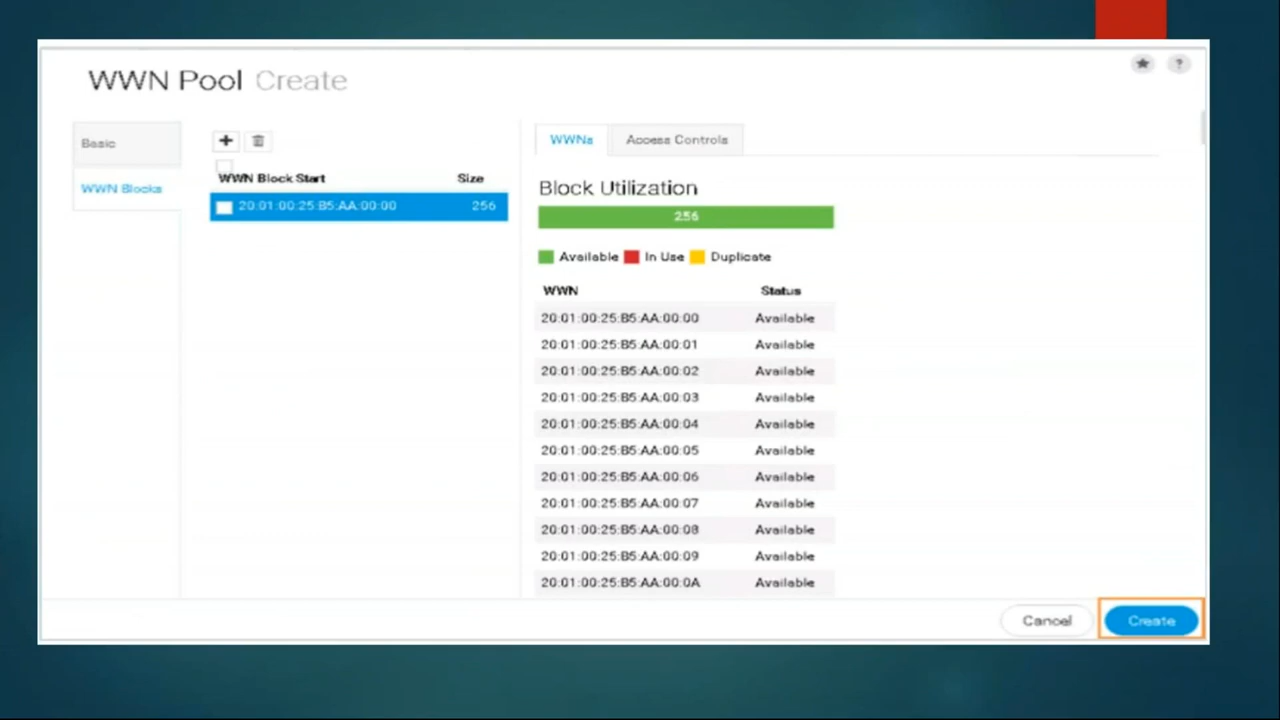 WWN Pool Create
?
Basic
WWN Blocks
WWN Block Start Size
20:01:00:25:B5:AA:00:00 256
WWNs Access Controls
Block Utilization
256
Available In Use Duplicate
WWN Status
20:01:00:25:B5:AA:00:00 Available
20:01:00:25:B5:AA:00:01 Available
20:01:00:25:B5:AA:00:02 Available
20:01:00:25:B5:AA:00:03 Available
20:01:00:25:B5:AA:00:04 Available
20:01:00:25:B5:AA:00:05 Available
20:01:00:25:B5:AA:00:06 Available
20:01:00:25:B5:AA:00:07 Available
20:01:00:25:B5:AA:00:08 Available
20:01:00:25:B5:AA:00:09 Available
20:01:00:25:B5:AA:00:0A Available
Cancel Create